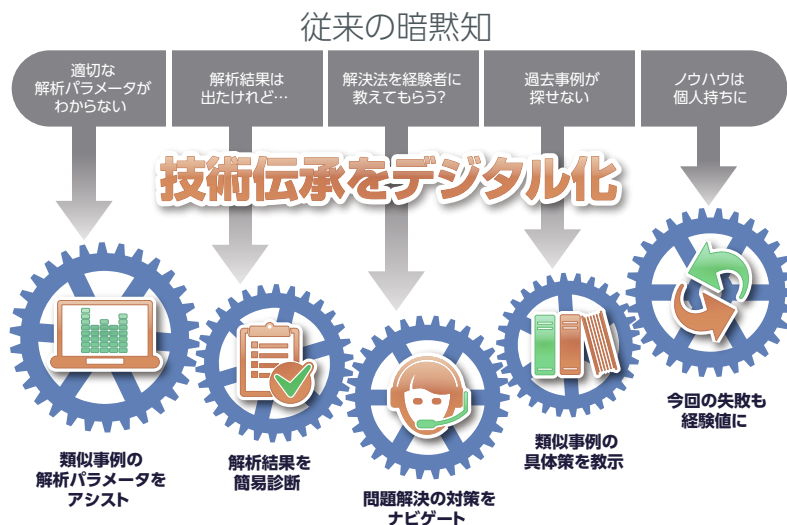 従来の暗黙知
適切な
解析パラメータが
わからない
解析結果は
出たけれど…
解決法を経験者に
教えてもらう?
過去事例が
探せない
ノウハウは
個人持ちに
技術伝承をデジタル化
類似事例の
解析パラメータを
アシスト
解析結果を
簡易診断
問題解決の対策を
ナビゲート
類似事例の
具体策を教示
今回の失敗も
経験値に